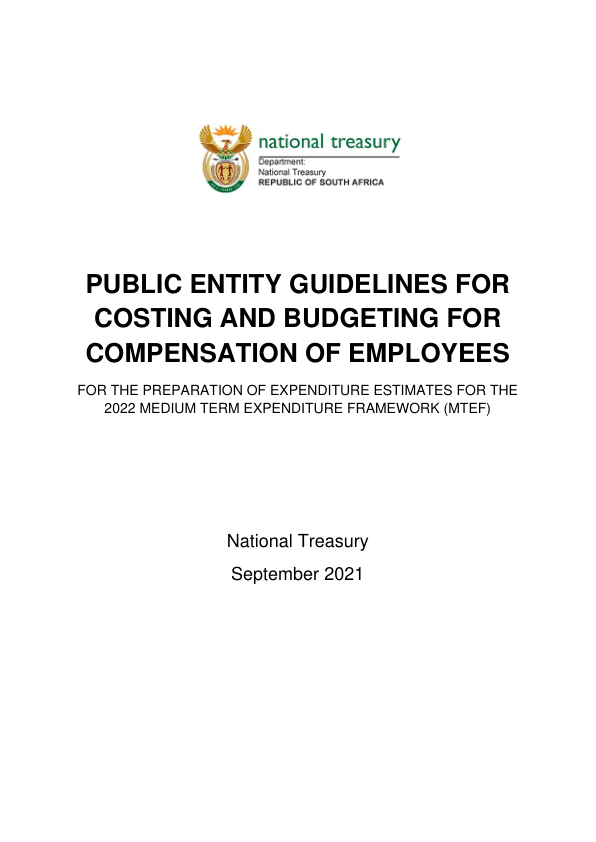 national treasury
Department:
National Treasury
REPUBLIC OF SOUTH AFRICA
PUBLIC ENTITY GUIDELINES FOR
COSTING AND BUDGETING FOR
COMPENSATION OF EMPLOYEES
FOR THE PREPARATION OF EXPENDITURE ESTIMATES FOR THE
2022 MEDIUM TERM EXPENDITURE FRAMEWORK (MTEF)
National Treasury
September 2021